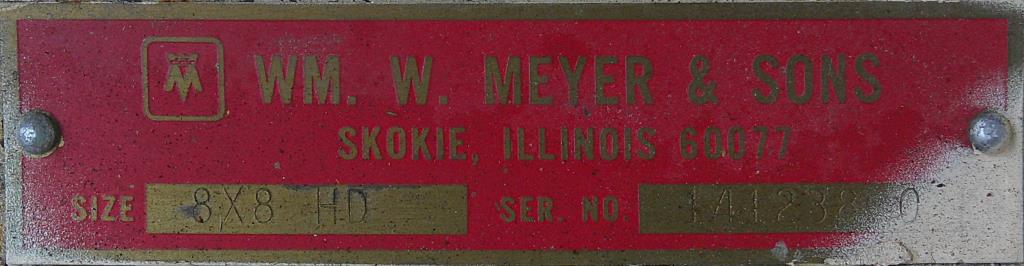 WM. W. MEYER & SONS
SKOKIE, ILLINOIS 60077
SIZE 8X8 HD SER. NO.